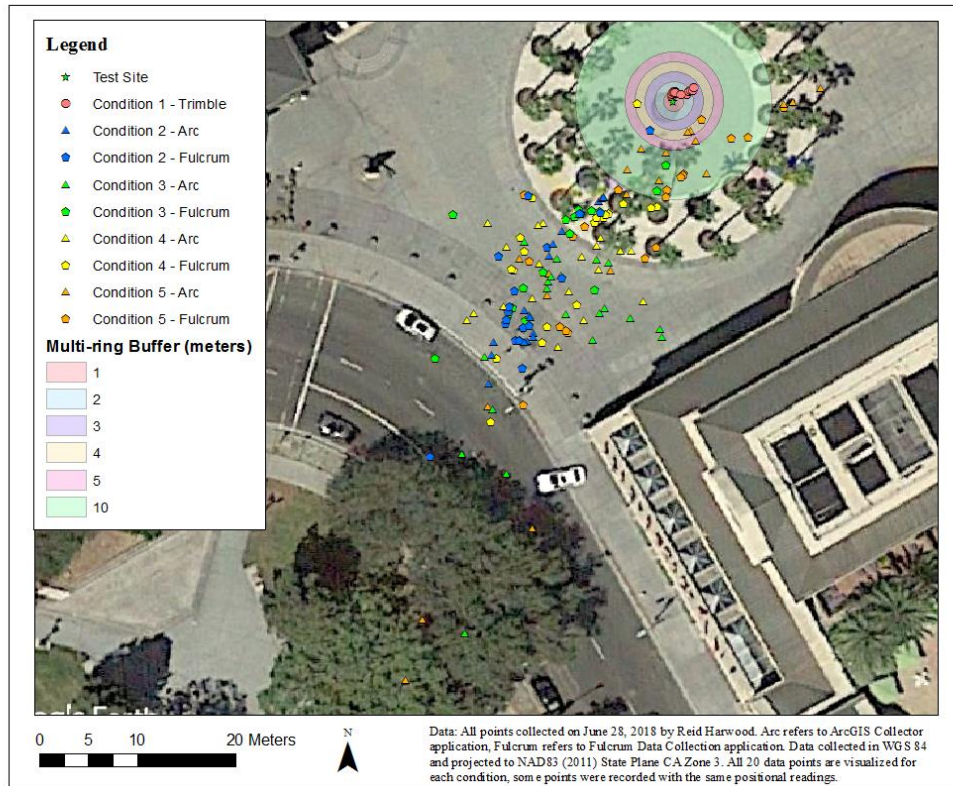 Legend
Test Site
Condition 1 - Trimble
Condition 2 - Arc
Condition 2 - Fulcrum
Condition 3 - Arc
Condition 3 - Fulcrum
Condition 4 - Arc
Condition 4 - Fulcrum
Condition 5 - Arc
Condition 5 - Fulcrum
Multi-ring Buffer (meters)
1
2
3
4
5
10
0 5 10 20 Meters
N
Data: All points collected on June 28, 2018 by Reid Harwood. Arc refers to ArcGIS Collector
application, Fulcrum refers to Fulcrum Data Collection application. Data collected in WGS 84
and projected to NAD83 (2011) State Plane CA Zone 3. All 20 data points are visualized for
each condition, some points were recorded with the same positional readings.